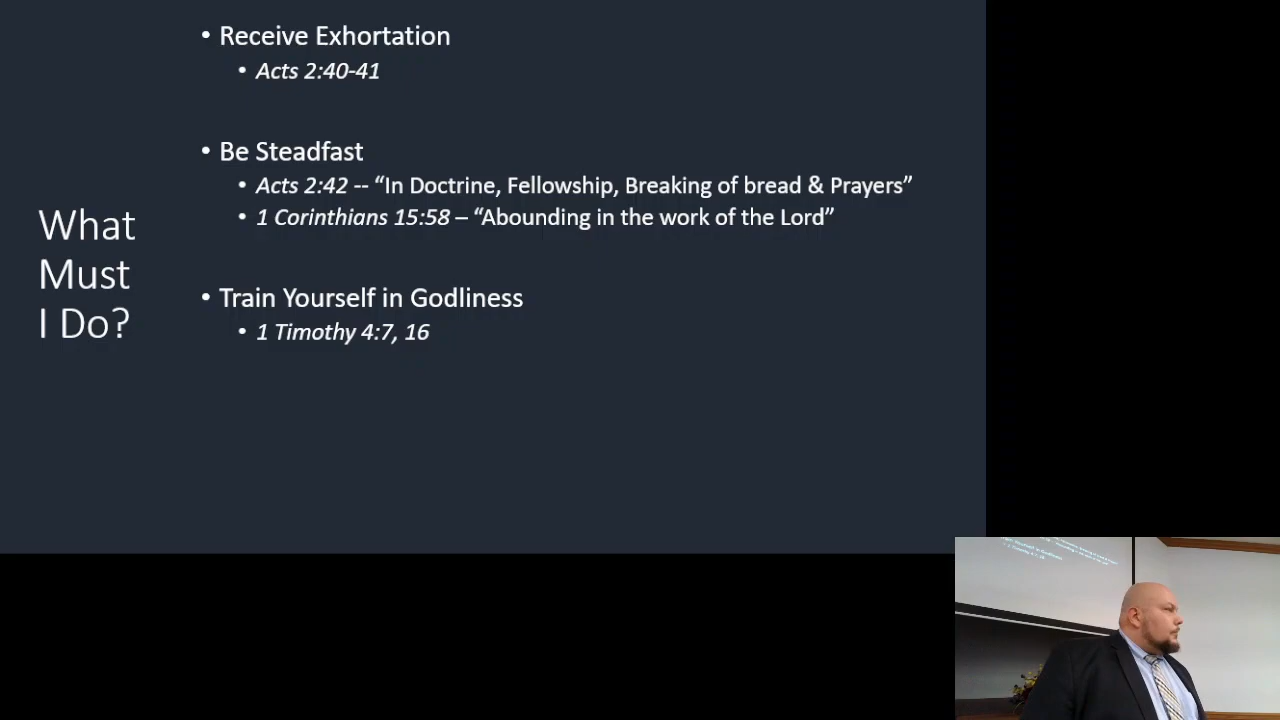 What
Must
I Do?
• Receive Exhortation
• Acts 2:40-41
• Be Steadfast
• Acts 2:42 -- “In Doctrine, Fellowship, Breaking of bread & Prayers”
• 1 Corinthians 15:58 – “Abounding in the work of the Lord”
• Train Yourself in Godliness
• 1 Timothy 4:7, 16